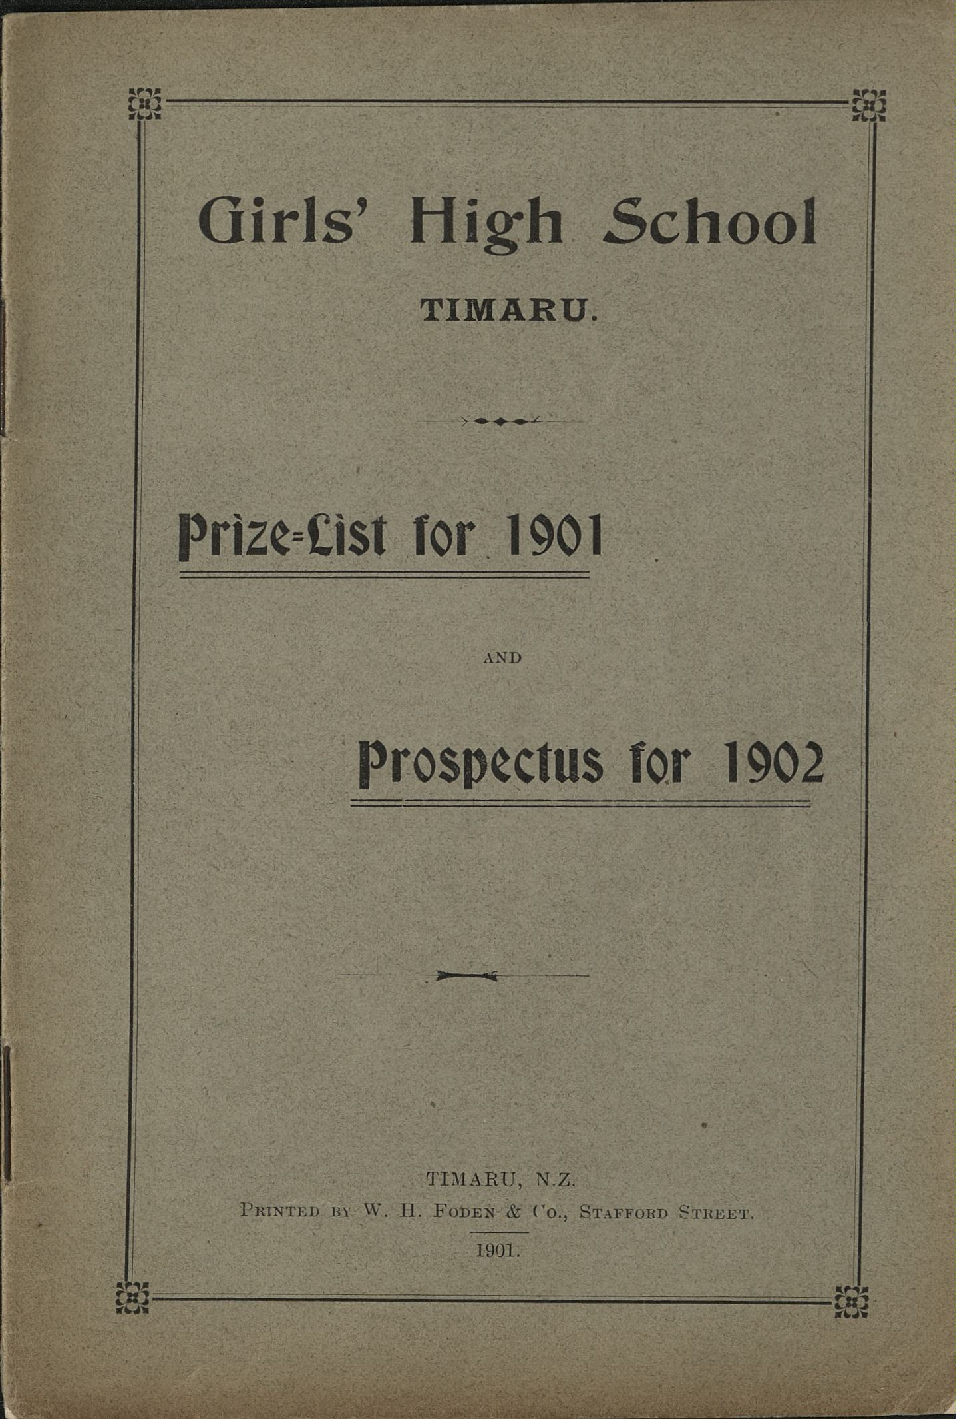 Girls' High School
TIMARU.
Prize=List for 1901
AND
Prospectus for 1902
TIMARU, N.Z.
PRINTED BY W. H. FODEN & CO., STAFFORD STREET.
1901.